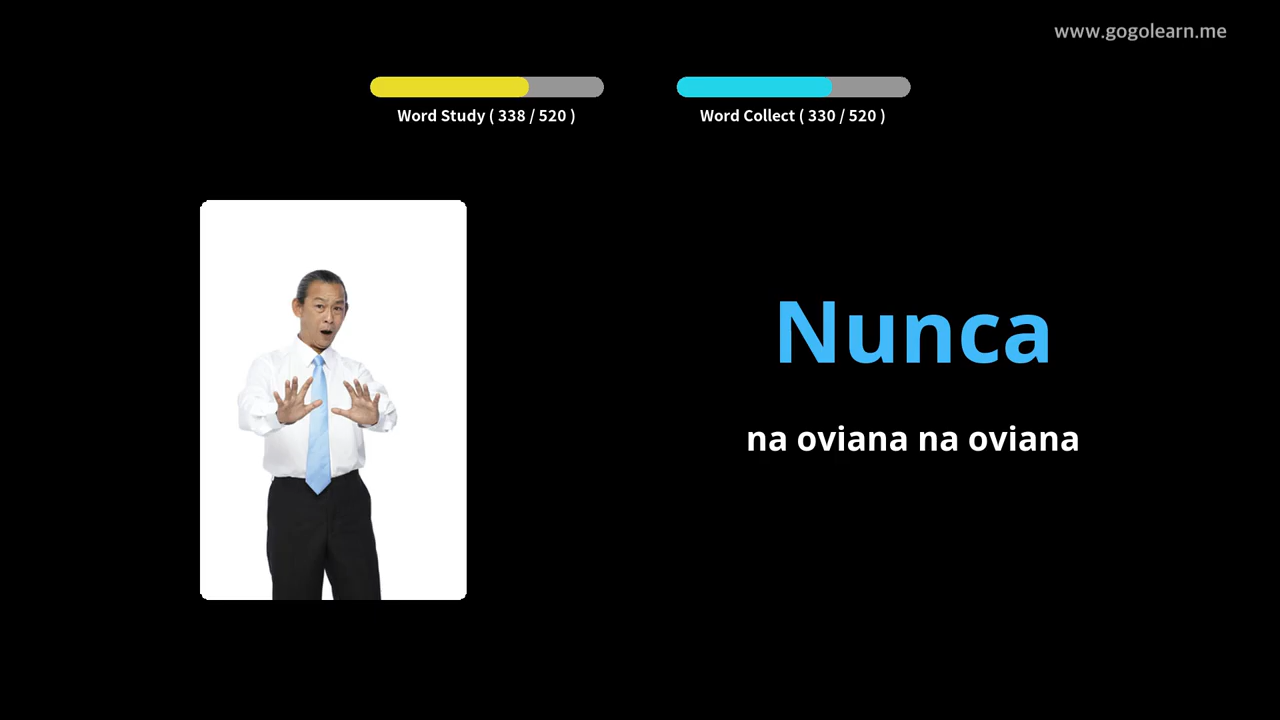 www.gogolearn.me
Word Study ( 338 / 520 )
Word Collect ( 330 / 520 )
Nunca
na oviana na oviana